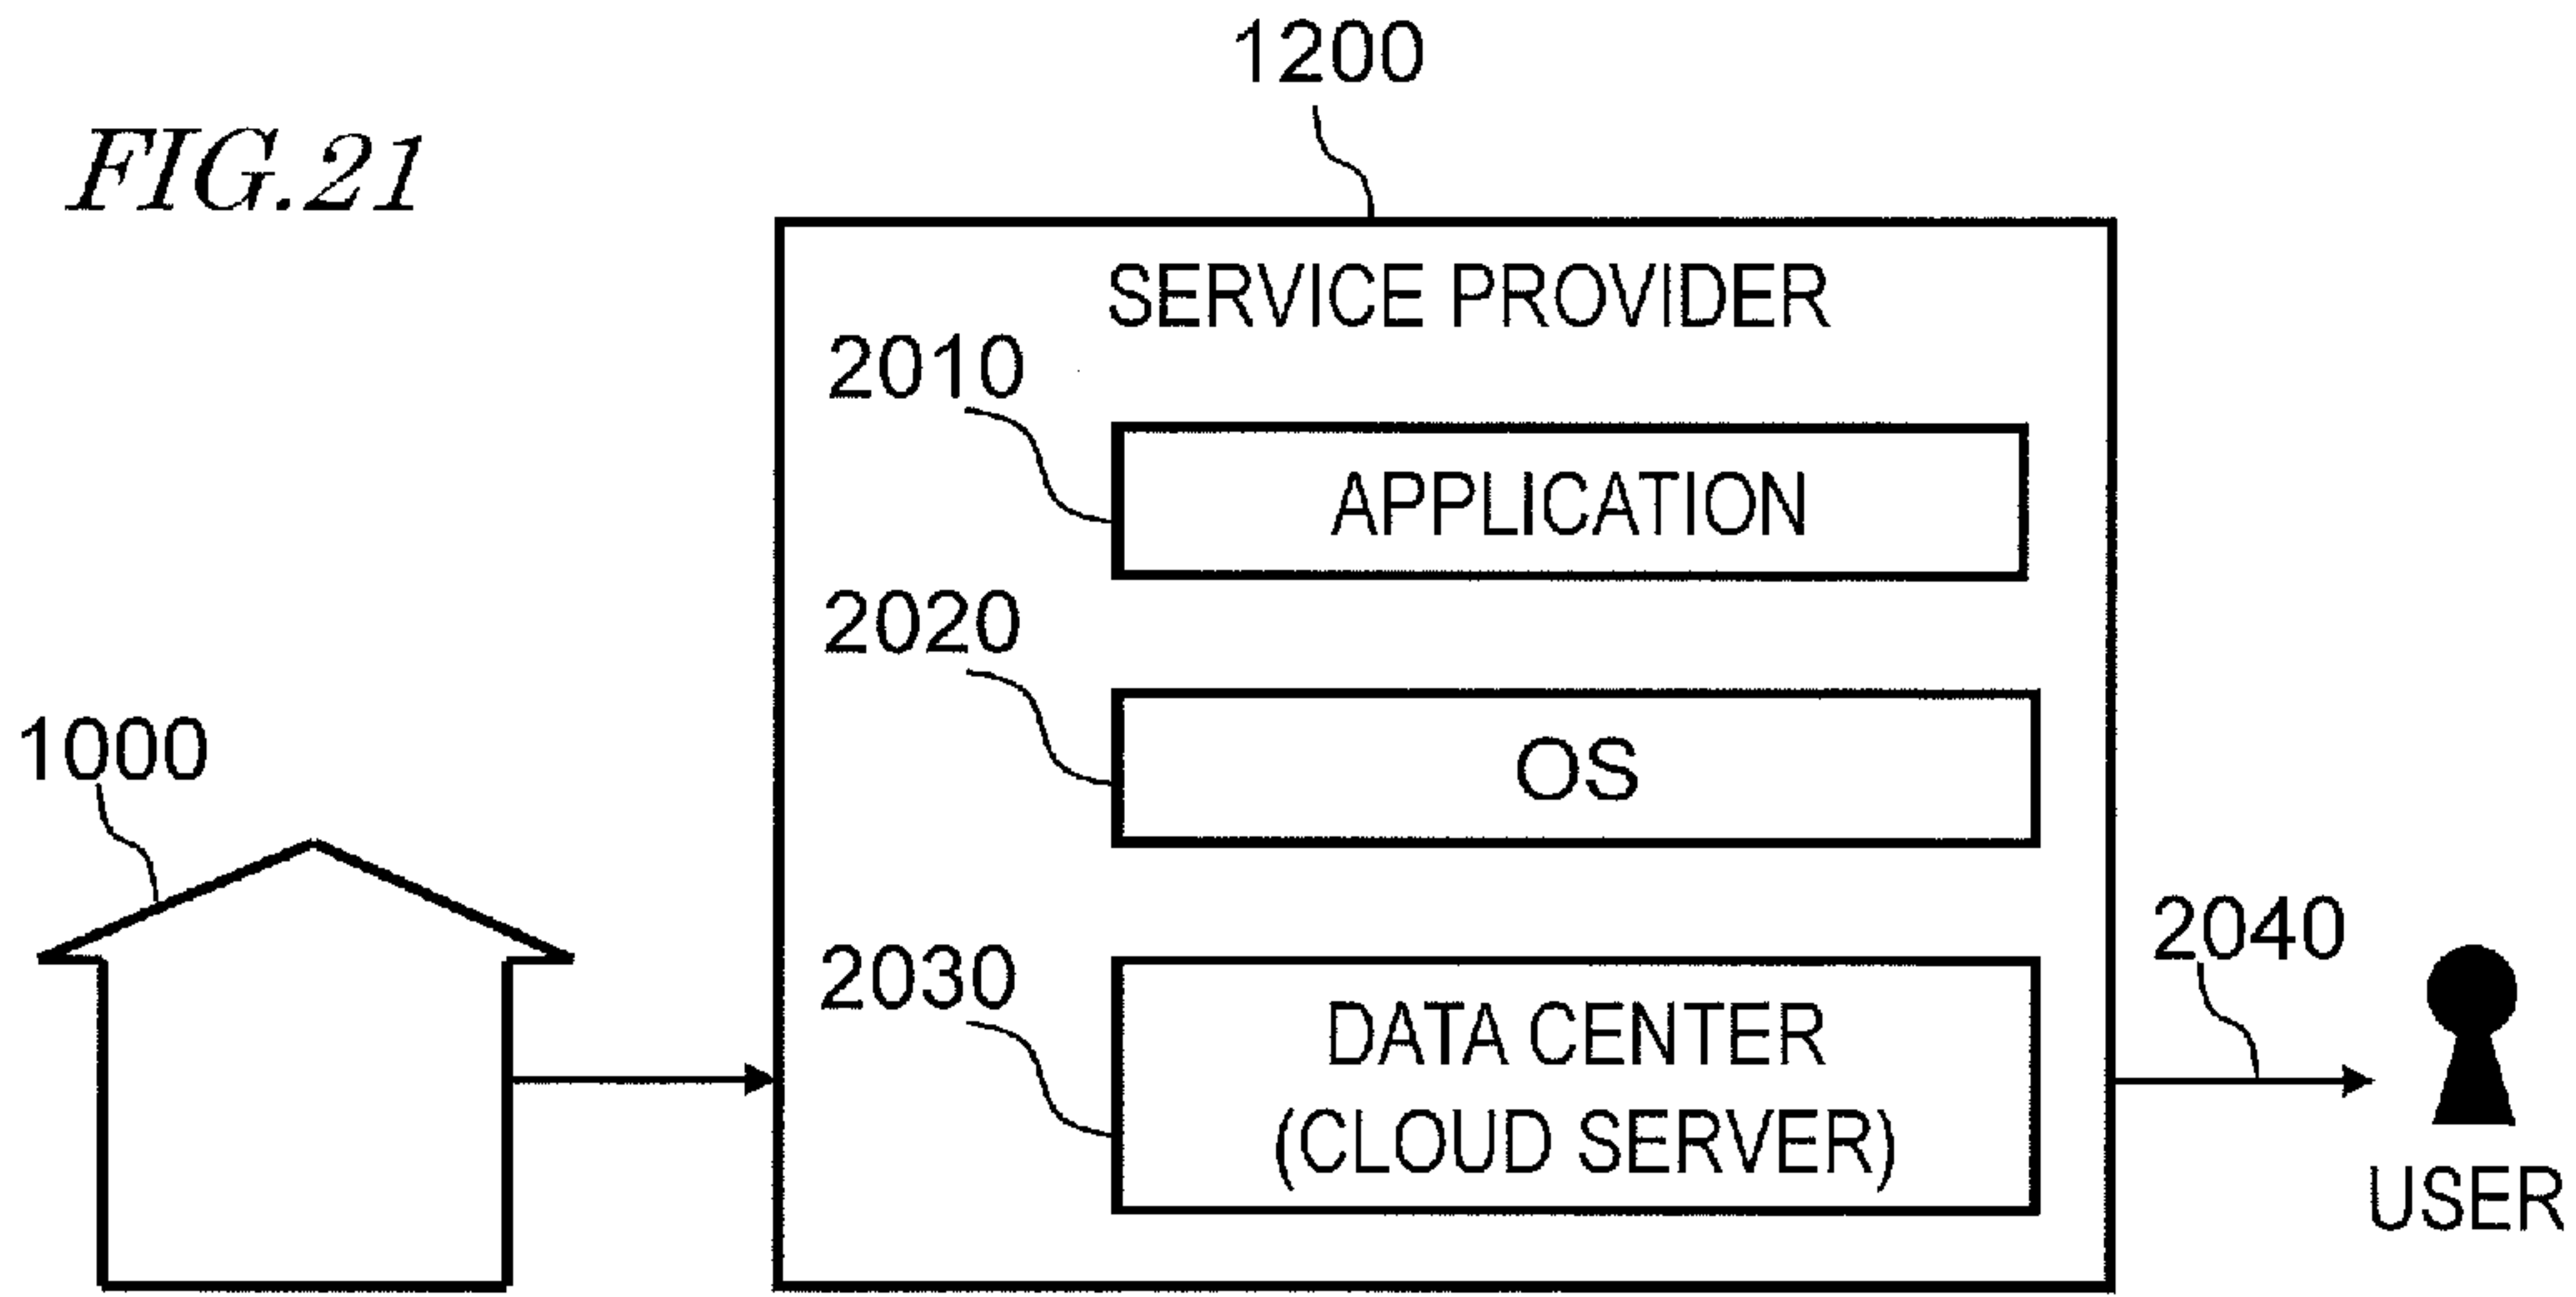 FIG.21
1200
SERVICE PROVIDER
2010
APPLICATION
2020
OS
1000
2030
DATA CENTER
(CLOUD SERVER)
2040
USER